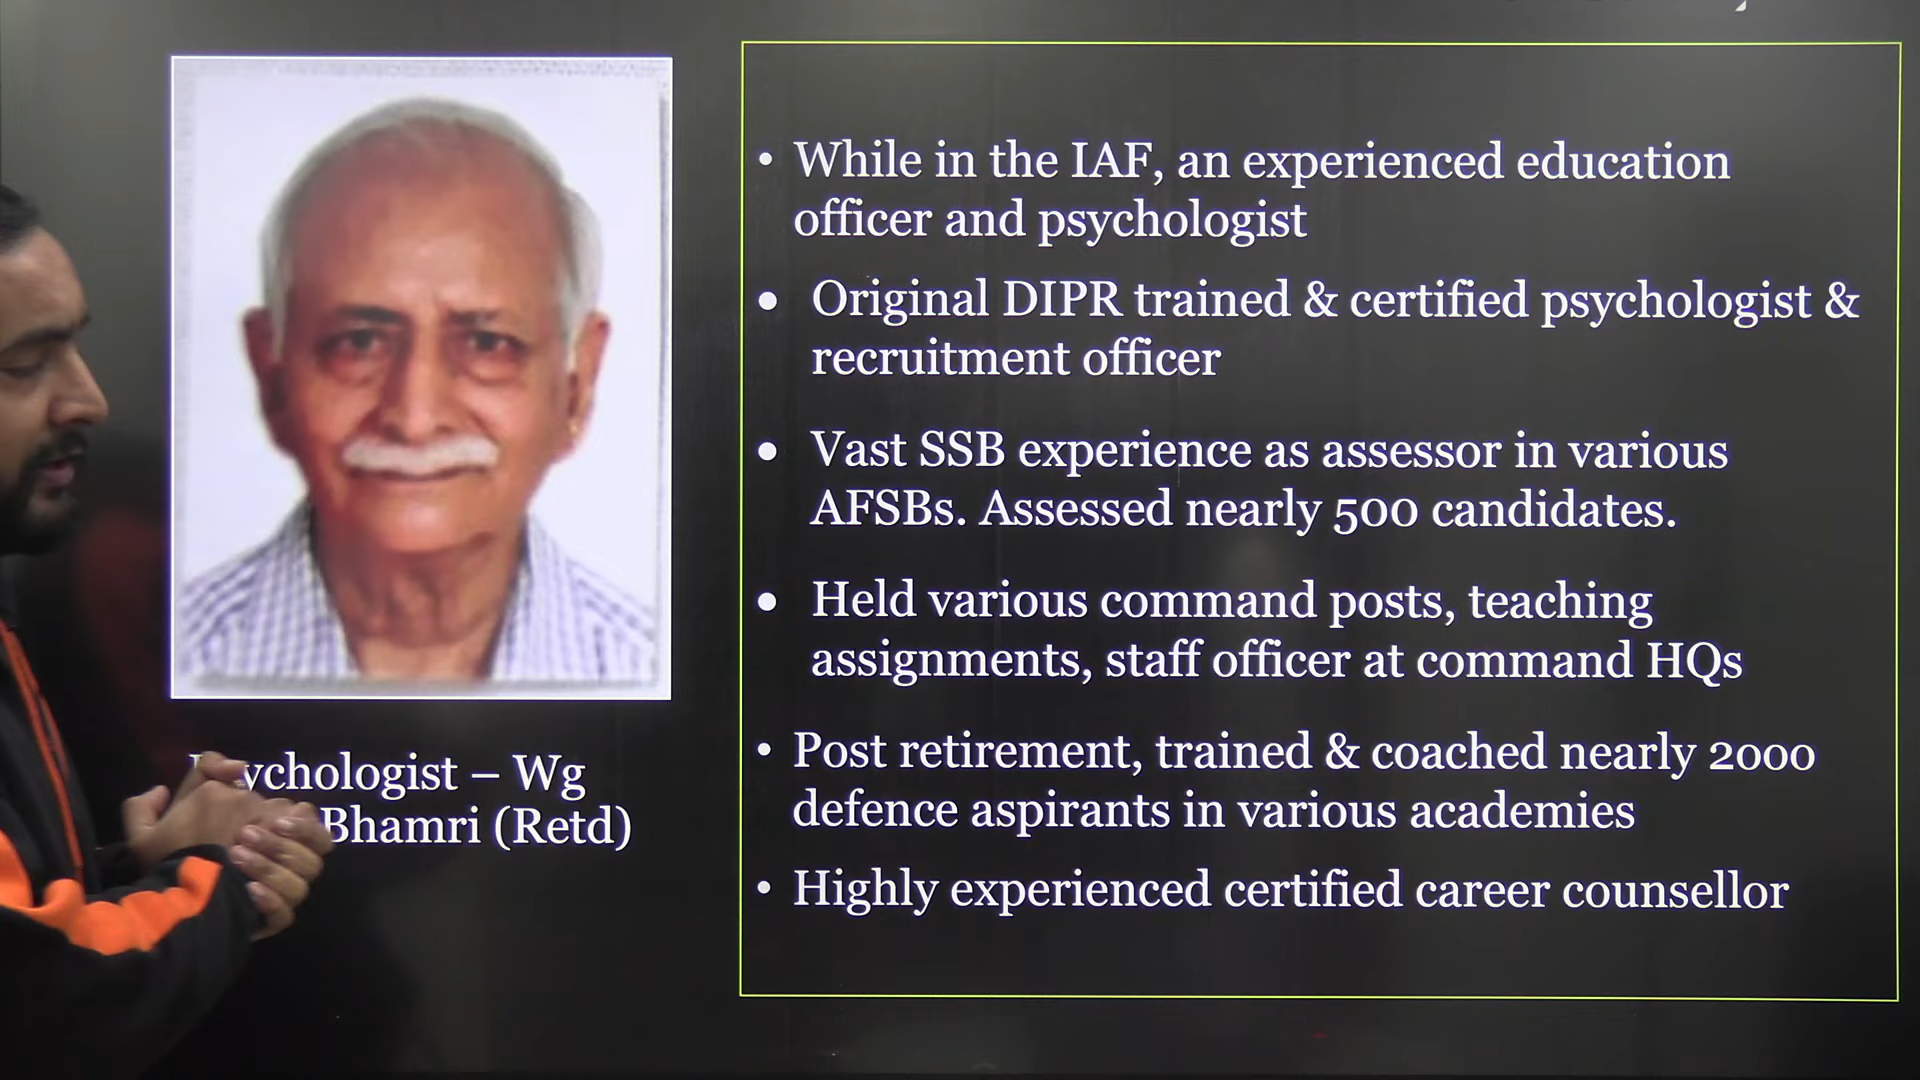 While in the IAF, an experienced education
officer and psychologist
Original DIPR trained & certified psychologist &
recruitment officer
Vast SSB experience as assessor in various
AFSBs. Assessed nearly 500 candidates.
Held various command posts, teaching
assignments, staff officer at command HQs
Post retirement, trained & coached nearly 2000
defence aspirants in various academies
Highly experienced certified career counsellor
– Wg
Bhamri (Retd)